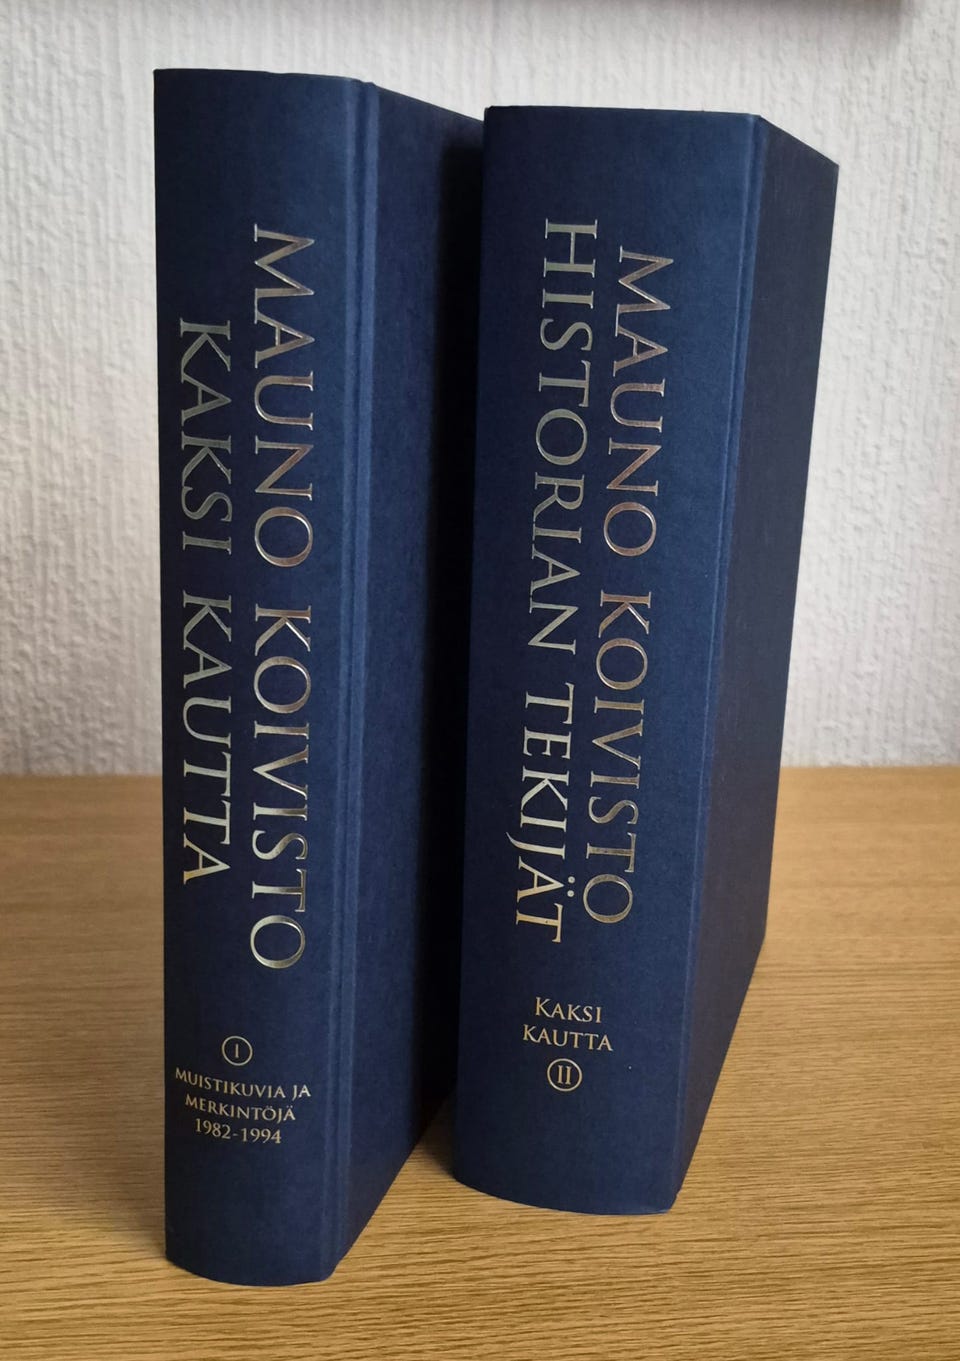 MAUNO KOIVISTO
KAKSI KAUTTA
I
MUISTIKUVIA JA
MERKINTÖJÄ
1982-1994
MAUNO KOIVISTO
HISTORIAN TEKIJÄT
KAKSI
KAUTTA
II